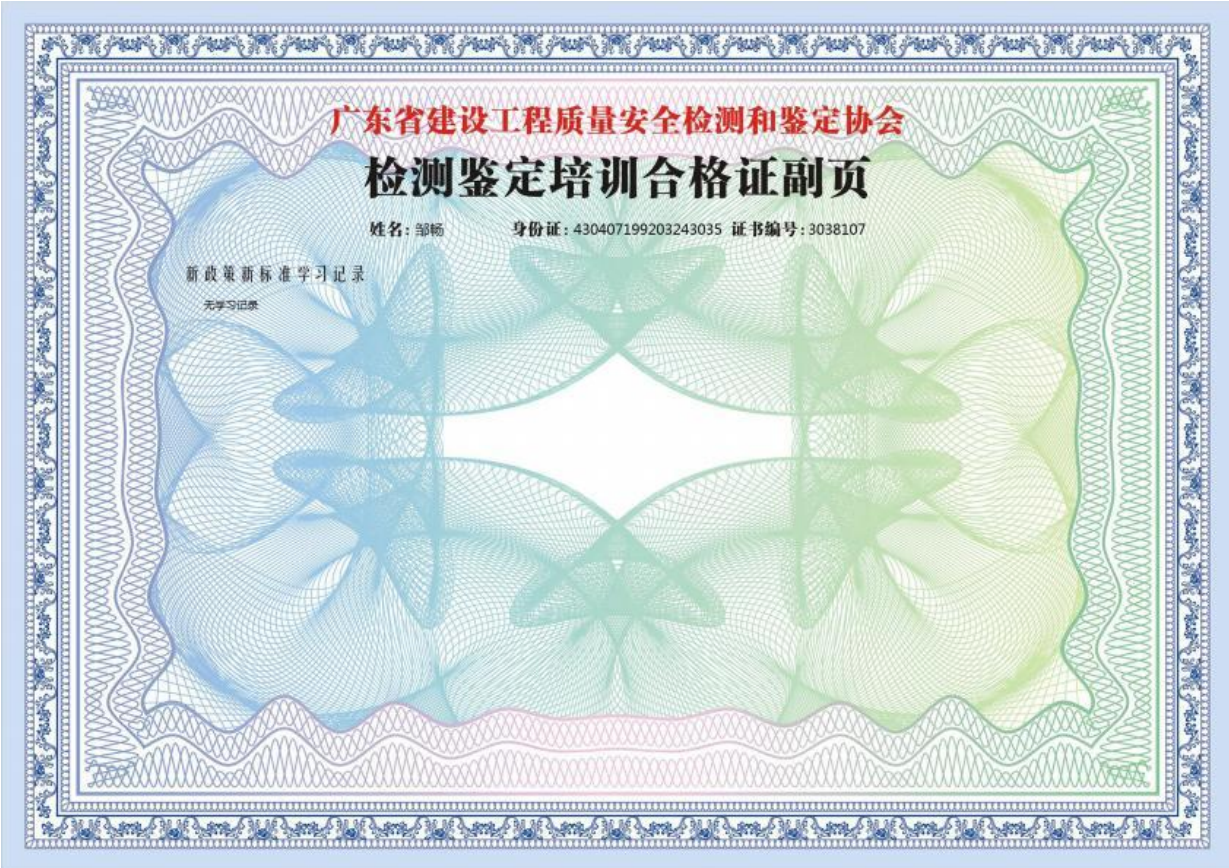 广东省建设工程质量安全检测和鉴定协会
检测鉴定培训合格证副页
姓名: 邹畅 身份证: 430407199203243035 证书编号: 3038107
新政策新标准学习记录
无学习记录